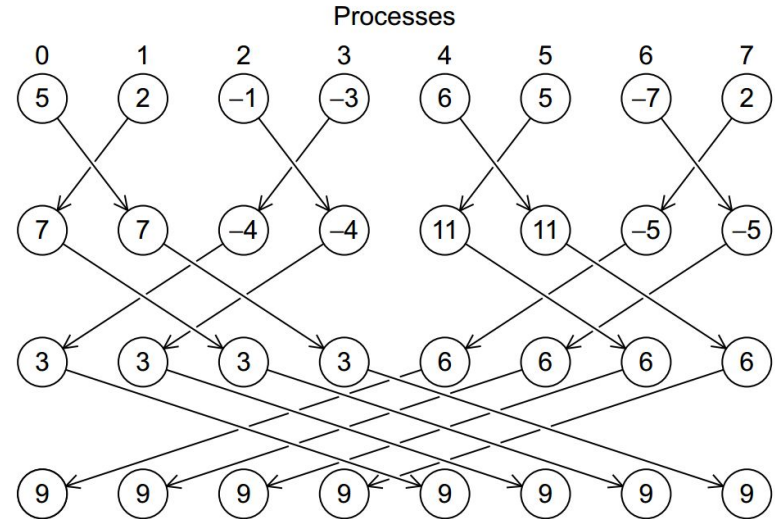 Processes
0 1 2 3 4 5 6 7
5 2 –1 –3 6 5 –7 2
7 7 –4 –4 11 11 –5 –5
3 3 3 3 6 6 6 6
9 9 9 9 9 9 9 9